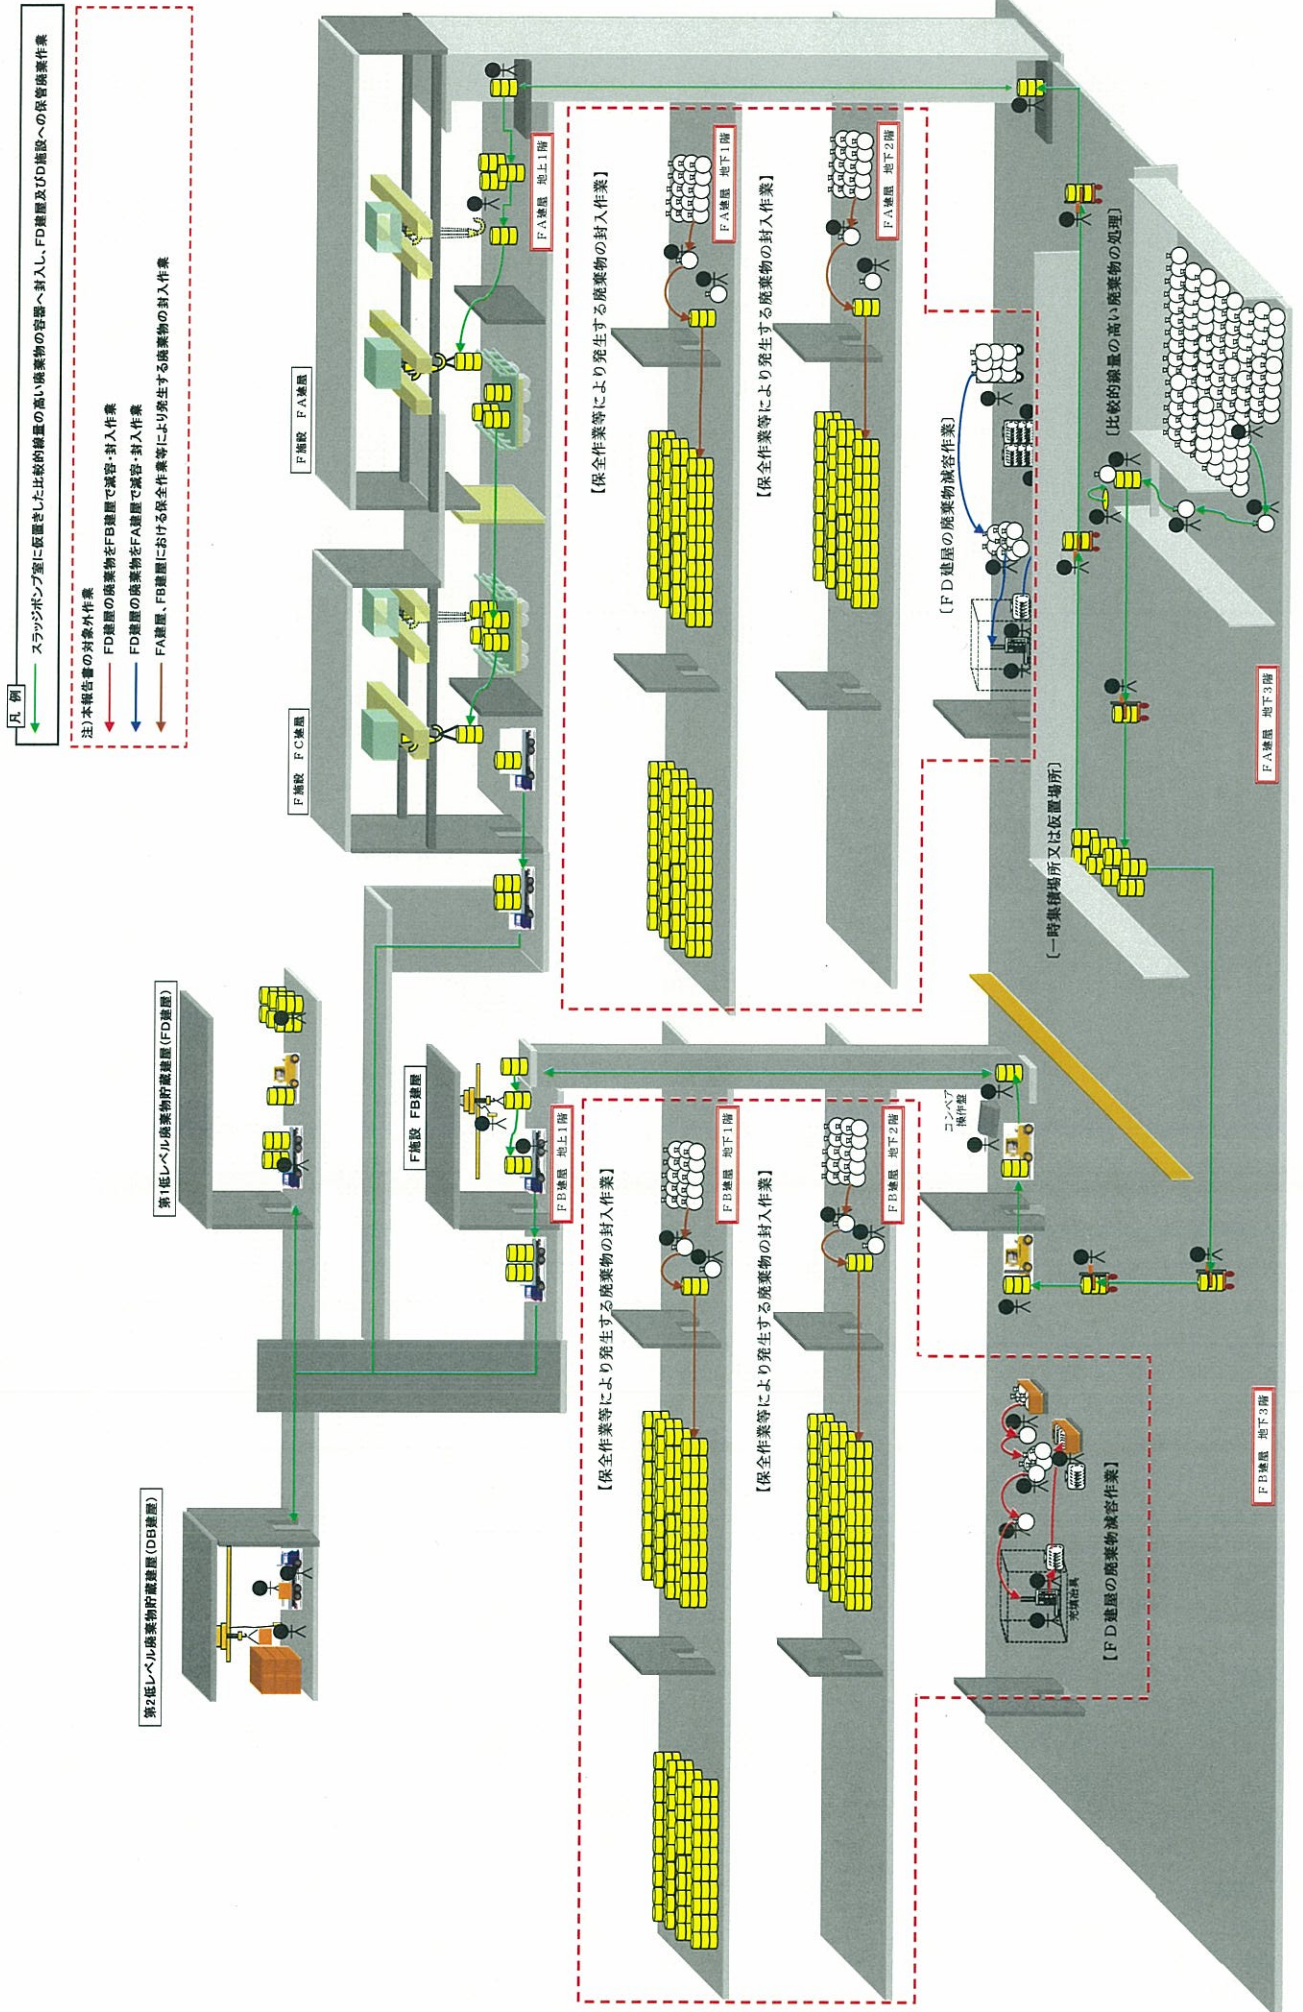 凡 例
スラッジポンプ室に仮置きした比較的線量の高い廃棄物の容器へ封入し、FD建屋及びD施設への保管廃棄作業
注)本報告書の対象外作業
FD建屋の廃棄物をFB建屋で減容・封入作業
FD建屋の廃棄物をFA建屋で減容・封入作業
FA建屋、FB建屋における保全作業等により発生する廃棄物の封入作業
第2低レベル廃棄物貯蔵建屋(DB建屋)
第1低レベル廃棄物貯蔵建屋(FD建屋)
F施設 FC建屋
F施設 FA建屋
F施設 FB建屋
FB建屋 地上1階
FA建屋 地上1階
【保全作業等により発生する廃棄物の封入作業】
FB建屋 地下1階
【保全作業等により発生する廃棄物の封入作業】
FA建屋 地下1階
【保全作業等により発生する廃棄物の封入作業】
FB建屋 地下2階
【保全作業等により発生する廃棄物の封入作業】
FA建屋 地下2階
コンベア
操作盤
〔FD建屋の廃棄物減容作業〕
充填治具
【FD建屋の廃棄物減容作業】
〔一時集積場所又は仮置場所〕
〔比較的線量の高い廃棄物の処理〕
FB建屋 地下3階
FA建屋 地下3階